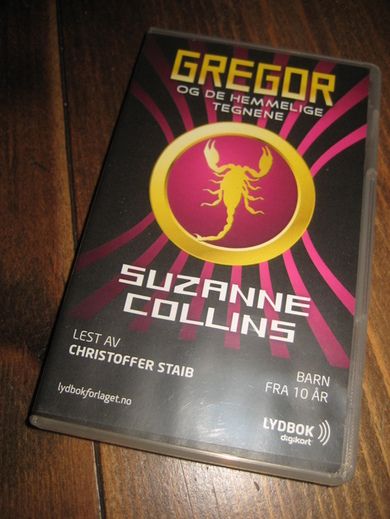 GREGOR
OG DE HEMMELIGE
TEGNENE
SUZANNE
COLLINS
LEST AV
CHRISTOFFER STAIB
BARN
FRA 10 ÅR
lydbokforlaget.no
LYDBOK
digikort